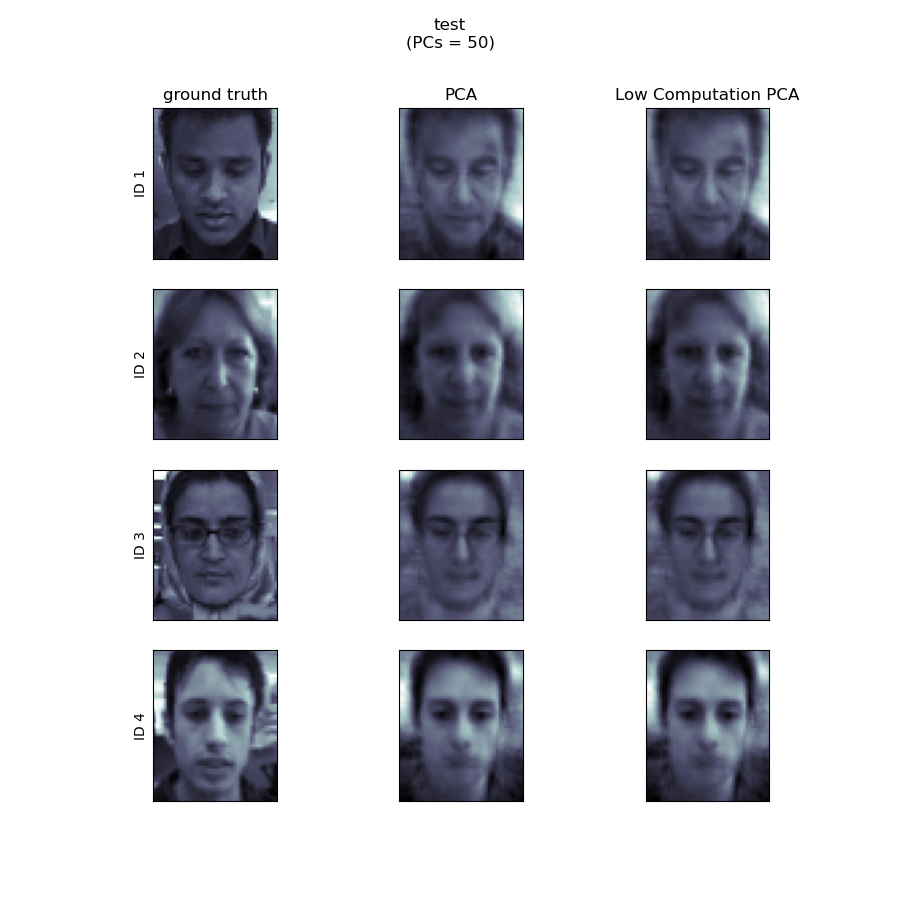 test
(PCs = 50)
ground truth
PCA
Low Computation PCA
ID 1
ID 2
ID 3
ID 4